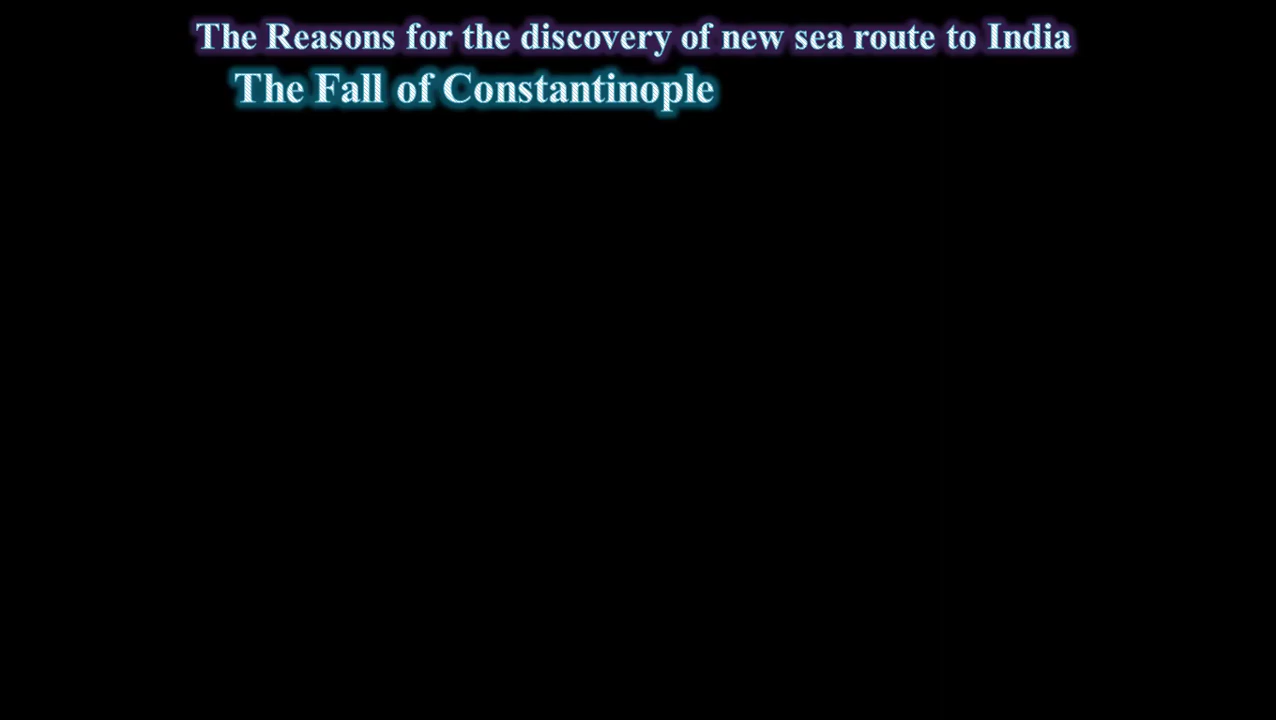 The Reasons for the discovery of new sea route to India
The Fall of Constantinople